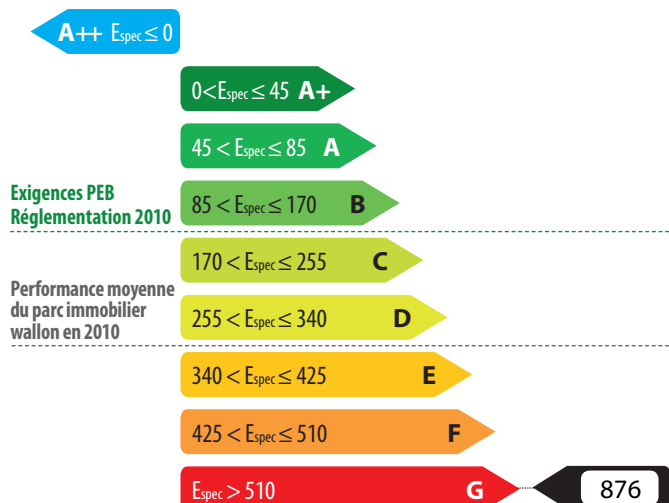 A++ Espec ≤ 0
0<Espec ≤ 45 A+
45 < Espec ≤ 85 A
Exigences PEB
Réglementation 2010
85 < Espec ≤ 170 B
170 < Espec ≤ 255 C
Performance moyenne
du parc immobilier
wallon en 2010
255 < Espec ≤ 340 D
340 < Espec ≤ 425 E
425 < Espec ≤ 510 F
Espec > 510 G 876